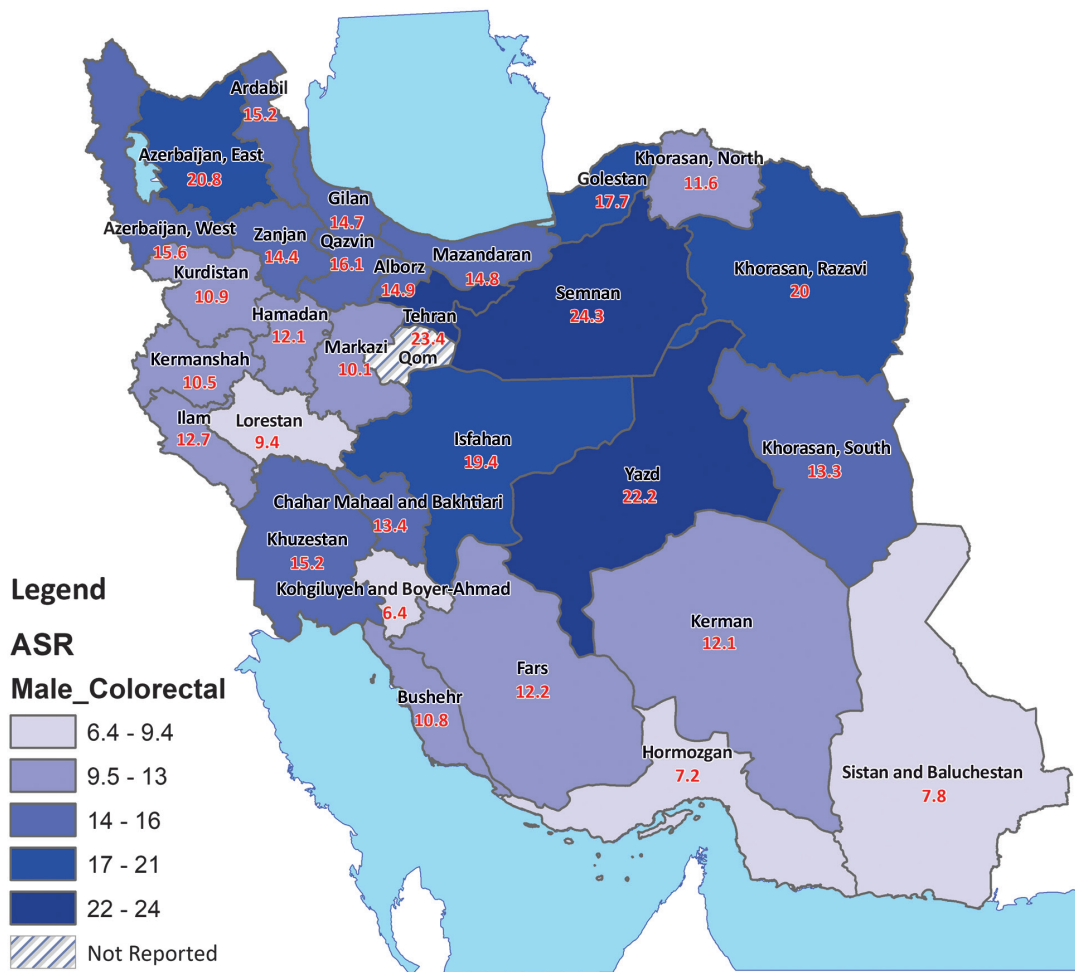 Ardabil
15.2
Azerbaijan, East
20.8
Khorasan, North
11.6
Golestan
17.7
Gilan
14.7
Azerbaijan, West
15.6
Zanjan
14.4
Qazvin
16.1
Alborz
14.9
Mazandaran
14.8
Khorasan, Razavi
20
Kurdistan
10.9
Semnan
24.3
Hamadan
12.1
Tehran
23.4
Qom
Markazi
10.1
Kermanshah
10.5
Ilam
12.7
Lorestan
9.4
Isfahan
19.4
Khorasan, South
13.3
Yazd
22.2
Chahar Mahaal and Bakhtiari
13.4
Khuzestan
15.2
Kohgiluyeh and Boyer-Ahmad
6.4
Kerman
12.1
Fars
12.2
Bushehr
10.8
Hormozgan
7.2
Sistan and Baluchestan
7.8
Legend
ASR
Male_Colorectal
6.4 - 9.4
9.5 - 13
14 - 16
17 - 21
22 - 24
Not Reported